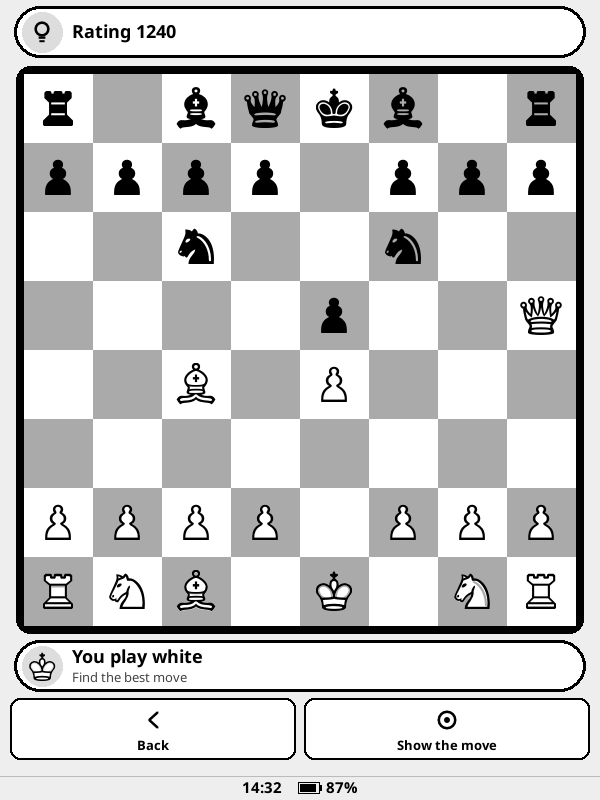 Rating 1240
You play white
Find the best move
Back
Show the move
14:32 87%